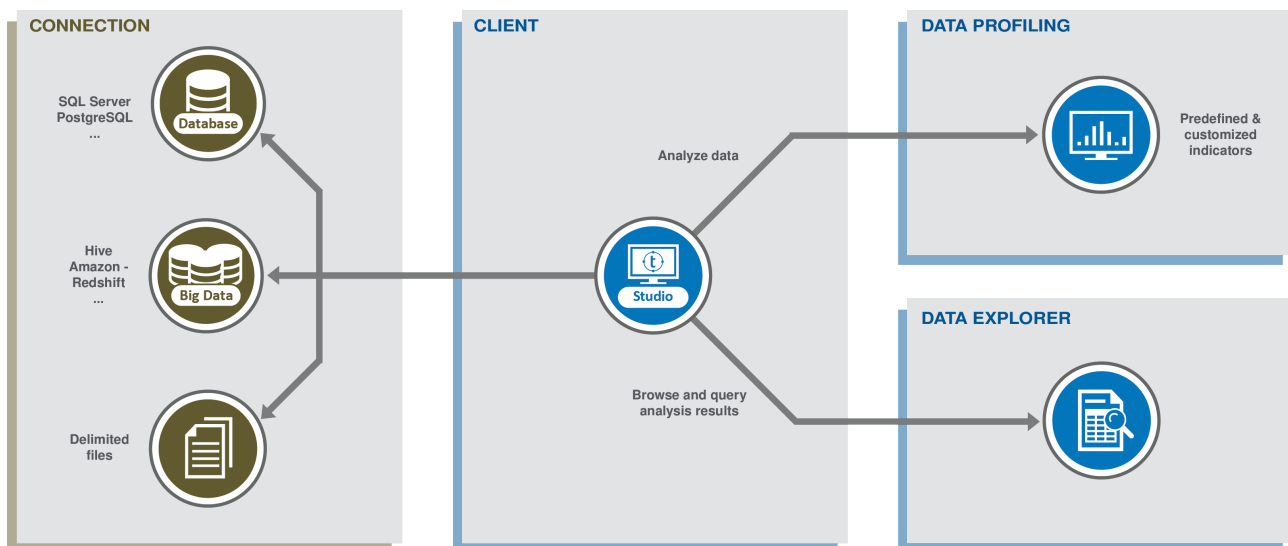 CONNECTION
SQL Server
PostgreSQL
...
Database
Hive
Amazon -
Redshift
...
Big Data
Delimited
files
CLIENT
Analyze data
t
Studio
Browse and query
analysis results
DATA PROFILING
Predefined &
customized
indicators
DATA EXPLORER